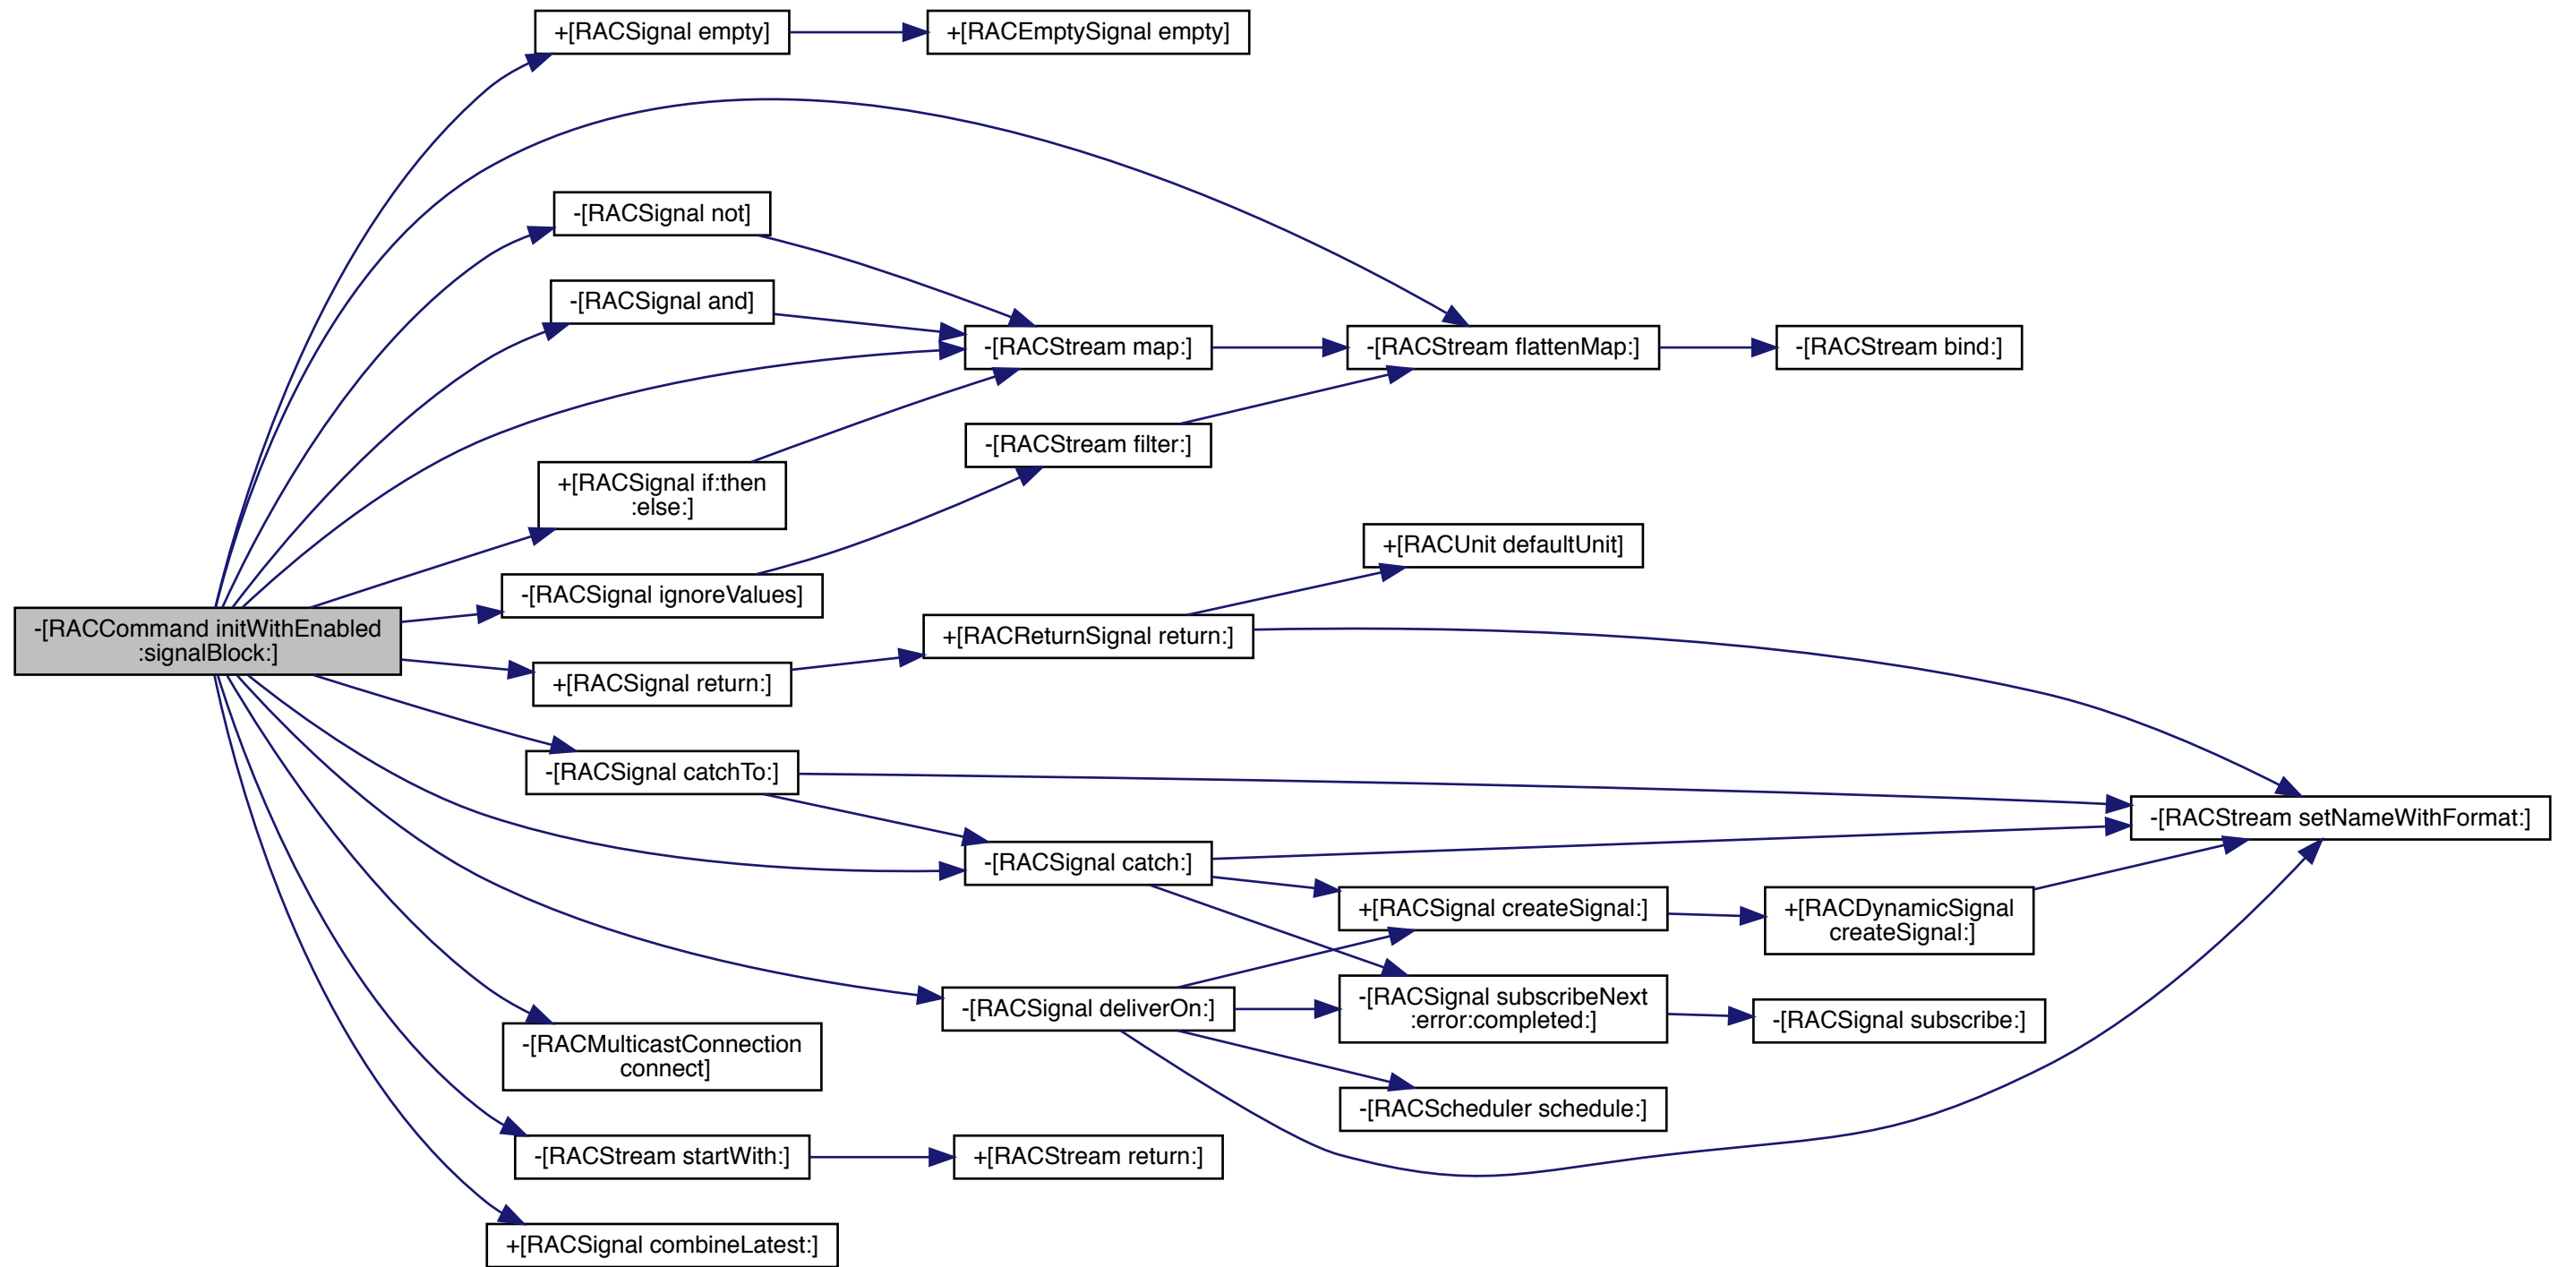 +[RACSignal empty]
+[RACEmptySignal empty]
-[RACSignal not]
-[RACSignal and]
-[RACStream map:]
-[RACStream flattenMap:]
-[RACStream bind:]
-[RACStream filter:]
+[RACSignal if:then
:else:]
+[RACUnit defaultUnit]
-[RACSignal ignoreValues]
-[RACCommand initWithEnabled
:signalBlock:]
+[RACReturnSignal return:]
+[RACSignal return:]
-[RACSignal catchTo:]
-[RACStream setNameWithFormat:]
-[RACSignal catch:]
+[RACSignal createSignal:]
+[RACDynamicSignal
createSignal:]
-[RACSignal deliverOn:]
-[RACSignal subscribeNext
:error:completed:]
-[RACSignal subscribe:]
-[RACMulticastConnection
connect]
-[RACScheduler schedule:]
-[RACStream startWith:]
+[RACStream return:]
+[RACSignal combineLatest:]